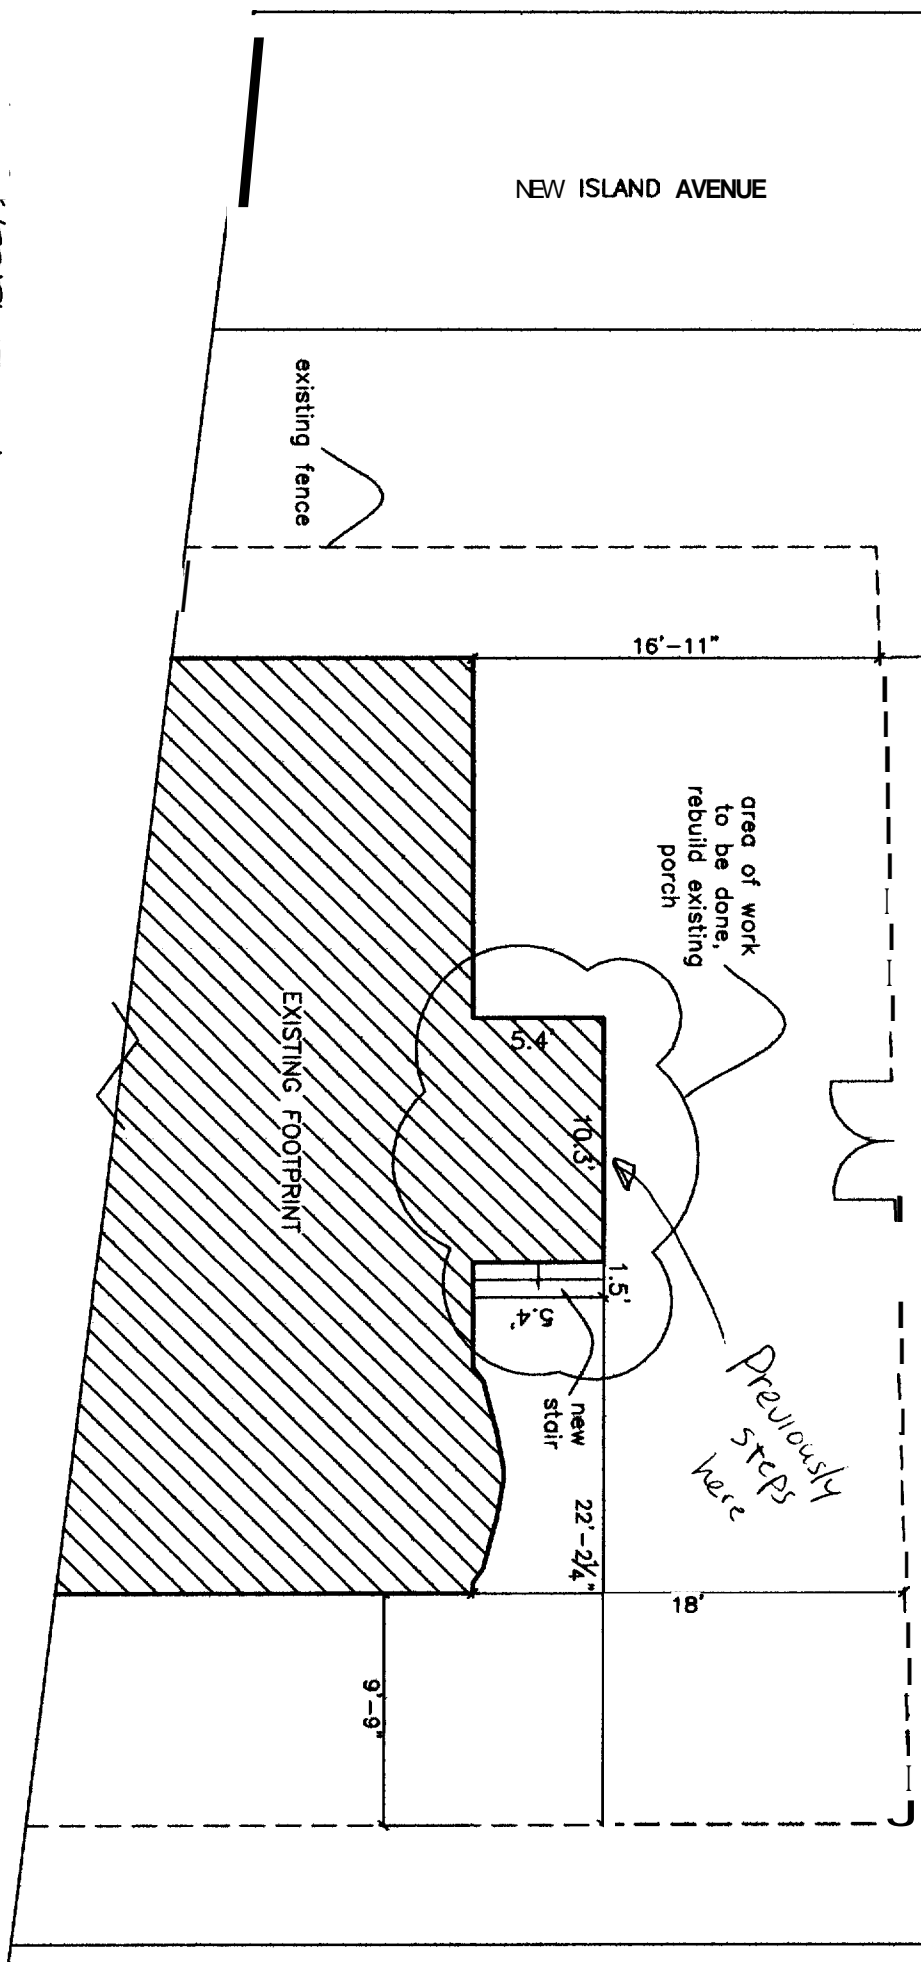 NEW ISLAND AVENUE
existing fence
16'-11"
area of work
to be done,
rebuild existing
porch
5.4'
EXISTING FOOTPRINT
10.3'
1.5'
5.4'
new
stair
Previously
steps
here
22'-2¼"
18'
9'-9"